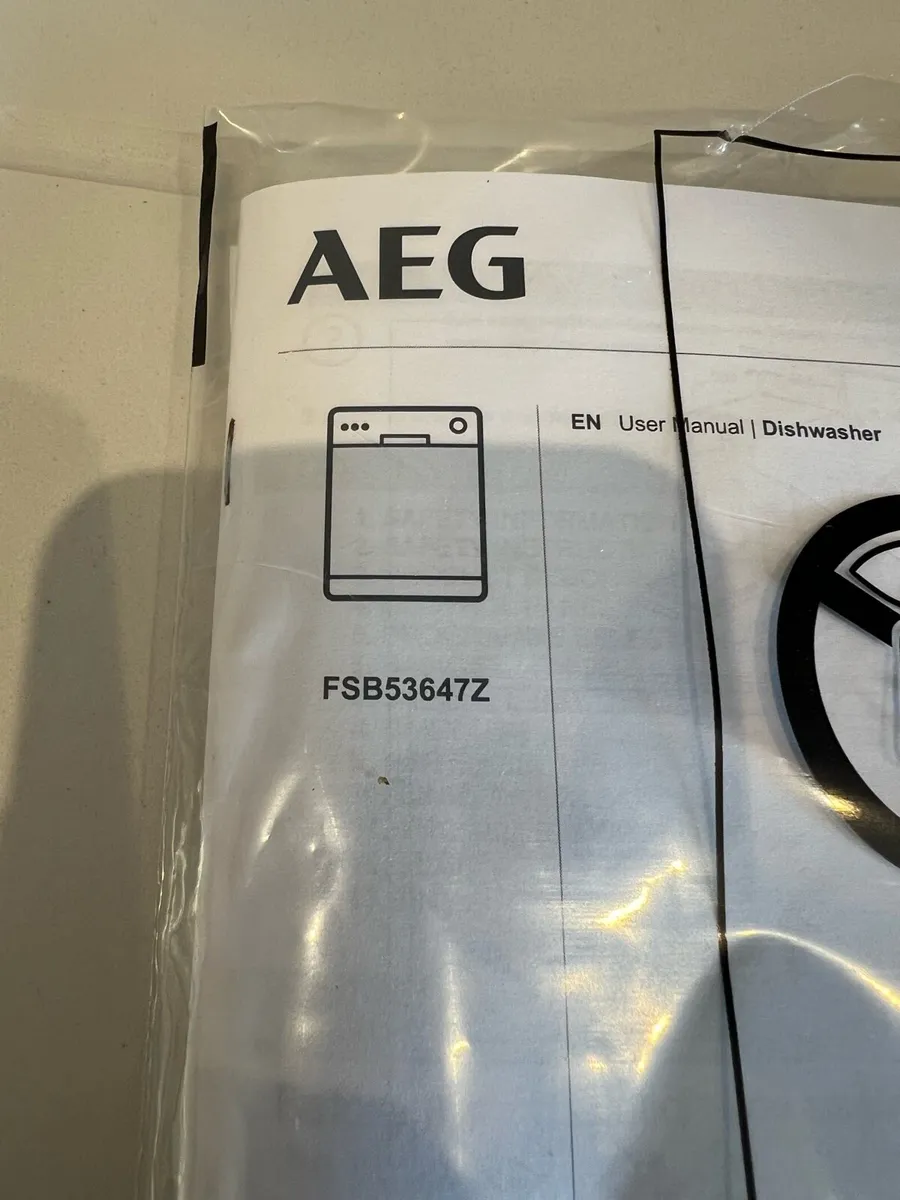 AEG
EN User Manual | Dishwasher
FSB53647Z